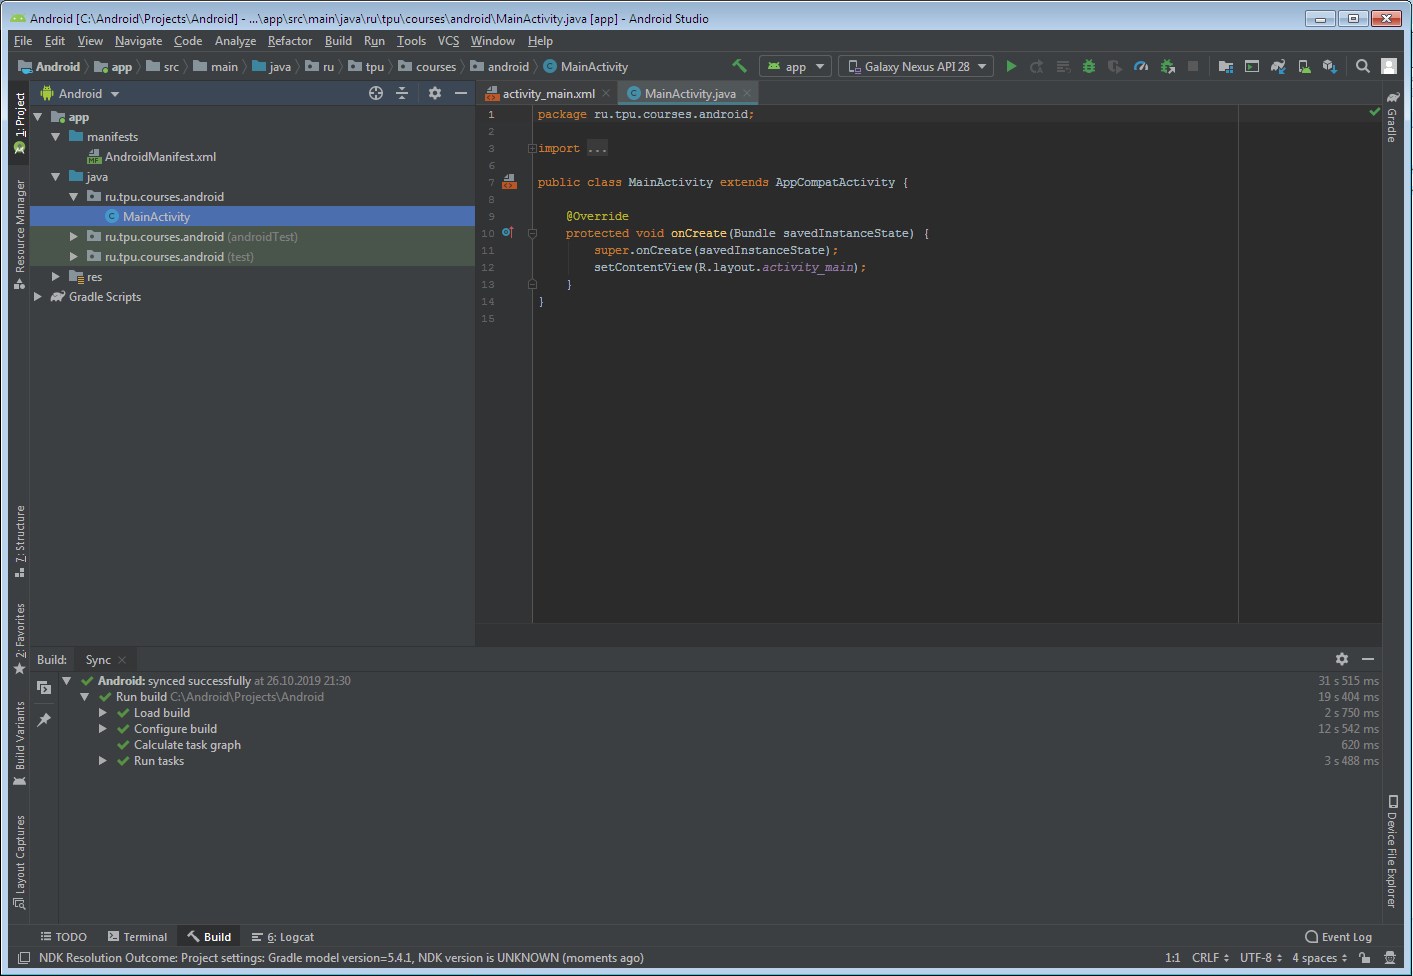 Android [C:\Android\Projects\Android] - ...\app\src\main\java\ru\tpu\courses\android\MainActivity.java [app] - Android Studio
File Edit View Navigate Code Analyze Refactor Build Run Tools VCS Window Help
Android app src main java ru tpu courses android MainActivity app Galaxy Nexus API 28
1: Project
Resource Manager
7: Structure
2: Favorites
Build Variants
Layout Captures
Android
app
manifests
AndroidManifest.xml
java
ru.tpu.courses.android
MainActivity
ru.tpu.courses.android (androidTest)
ru.tpu.courses.android (test)
res
Gradle Scripts
activity_main.xml MainActivity.java
1 package ru.tpu.courses.android;
2
3 import ...
6
7 public class MainActivity extends AppCompatActivity {
8
9 @Override
10 protected void onCreate(Bundle savedInstanceState) {
11 super.onCreate(savedInstanceState);
12 setContentView(R.layout.activity_main);
13 }
14 }
15
Gradle
Device File Explorer
Build: Sync
Android: synced successfully at 26.10.2019 21:30 31 s 515 ms
Run build C:\Android\Projects\Android 19 s 404 ms
Load build 2 s 750 ms
Configure build 12 s 542 ms
Calculate task graph 620 ms
Run tasks 3 s 488 ms
TODO Terminal Build 6: Logcat Event Log
NDK Resolution Outcome: Project settings: Gradle model version=5.4.1, NDK version is UNKNOWN (moments ago) 1:1 CRLF UTF-8 4 spaces